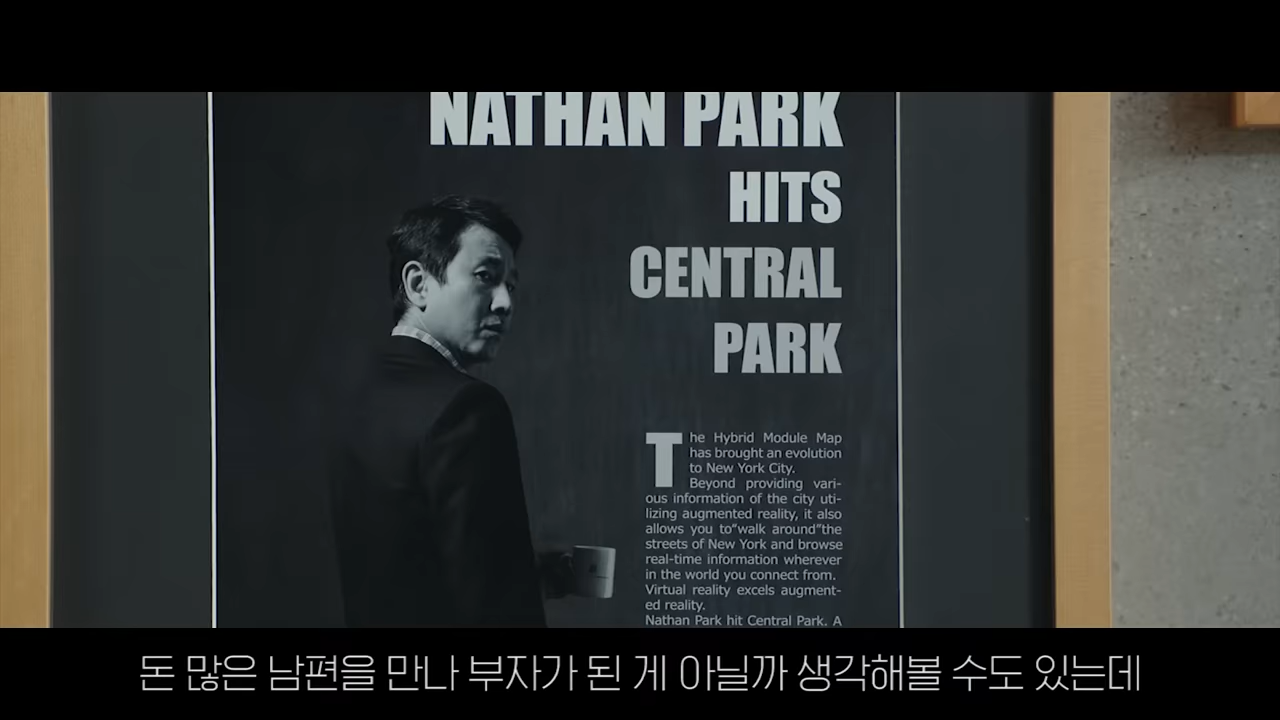 NATHAN PARK
HITS
CENTRAL
PARK
The Hybrid Module Map
has brought an evolution
to New York City.
Beyond providing vari-
ous information of the city uti-
lizing augmented reality, it also
allows you to“walk around”the
streets of New York and browse
real-time information wherever
in the world you connect from.
Virtual reality excels augment-
ed reality.
Nathan Park hit Central Park. A
돈 많은 남편을 만나 부자가 된 게 아닐까 생각해볼 수도 있는데